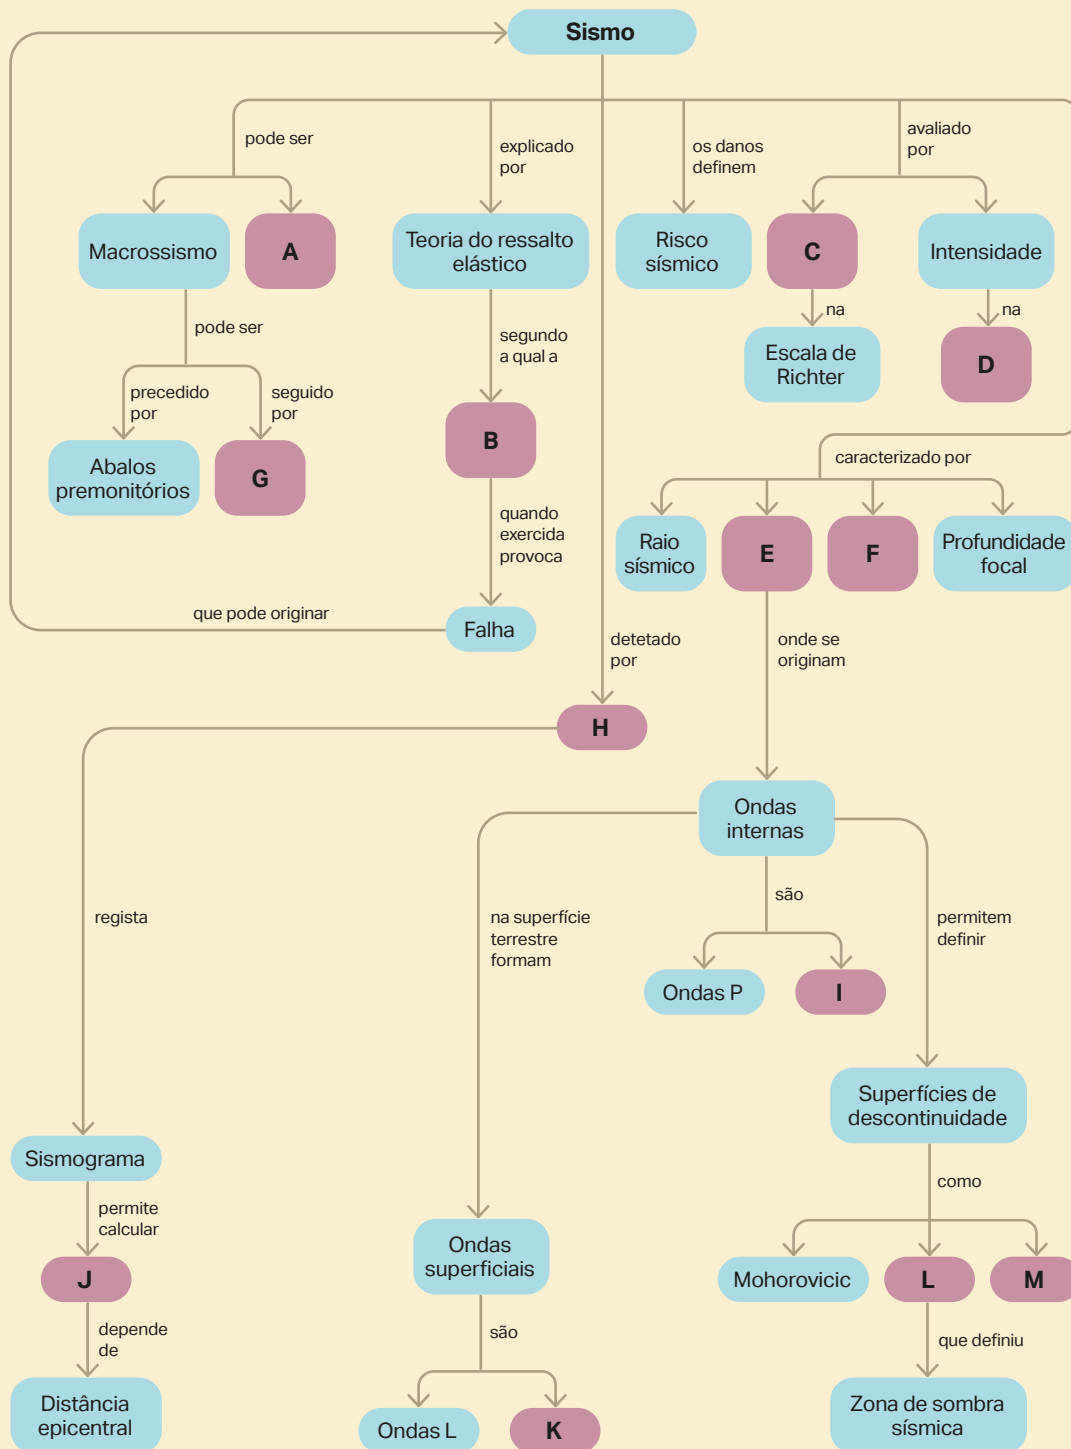 Sismo
pode ser
explicado
por
os danos
definem
avaliado
por
Macrossismo
A
Teoria do ressalto
elástico
Risco
sísmico
C
Intensidade
na
na
pode ser
segundo
a qual a
Escala de
Richter
D
precedido
por
seguido
por
B
Abalos
premonitórios
G
caracterizado por
quando
exercida
provoca
Raio
sísmico
E
F
Profundidade
focal
que pode originar
Falha
detetado
por
onde se
originam
H
Ondas
internas
regista
na superfície
terrestre
formam
são
permitem
definir
Ondas P
I
Superfícies de
descontinuidade
Sismograma
como
permite
calcular
Ondas
superficiais
J
Mohorovicic
L
M
depende
de
são
que definiu
Distância
epicentral
Ondas L
K
Zona de sombra
sísmica